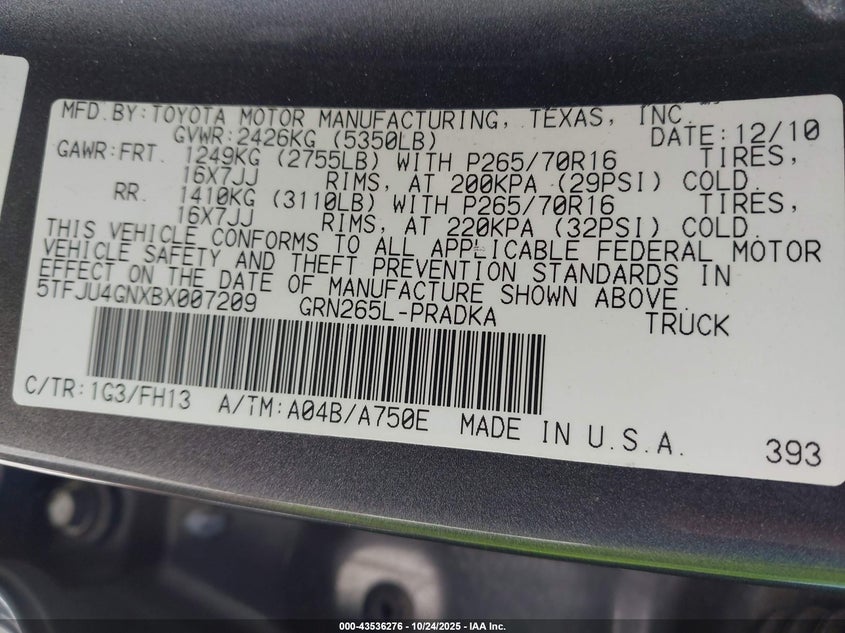 MFD.BY:TOYOTA MOTOR MANUFACTURING, TEXAS, INC.
GVWR:2426KG (5350LB) DATE:12/10
GAWR:FRT. 1249KG (2755LB) WITH P265/70R16 TIRES,
16X7JJ RIMS, AT 200KPA (29PSI) COLD.
RR. 1410KG (3110LB) WITH P265/70R16 TIRES,
16X7JJ RIMS, AT 220KPA (32PSI) COLD.
THIS VEHICLE CONFORMS TO ALL APPLICABLE FEDERAL MOTOR
VEHICLE SAFETY AND THEFT PREVENTION STANDARDS IN
EFFECT ON THE DATE OF MANUFACTURE SHOWN ABOVE.
5TFJU4GNXBX007209 GRN265L-PRADKA TRUCK
C/TR:1G3/FH13 A/TM:A04B/A750E MADE IN U.S.A. 393
000-43536276 - 10/24/2025 - IAA Inc.